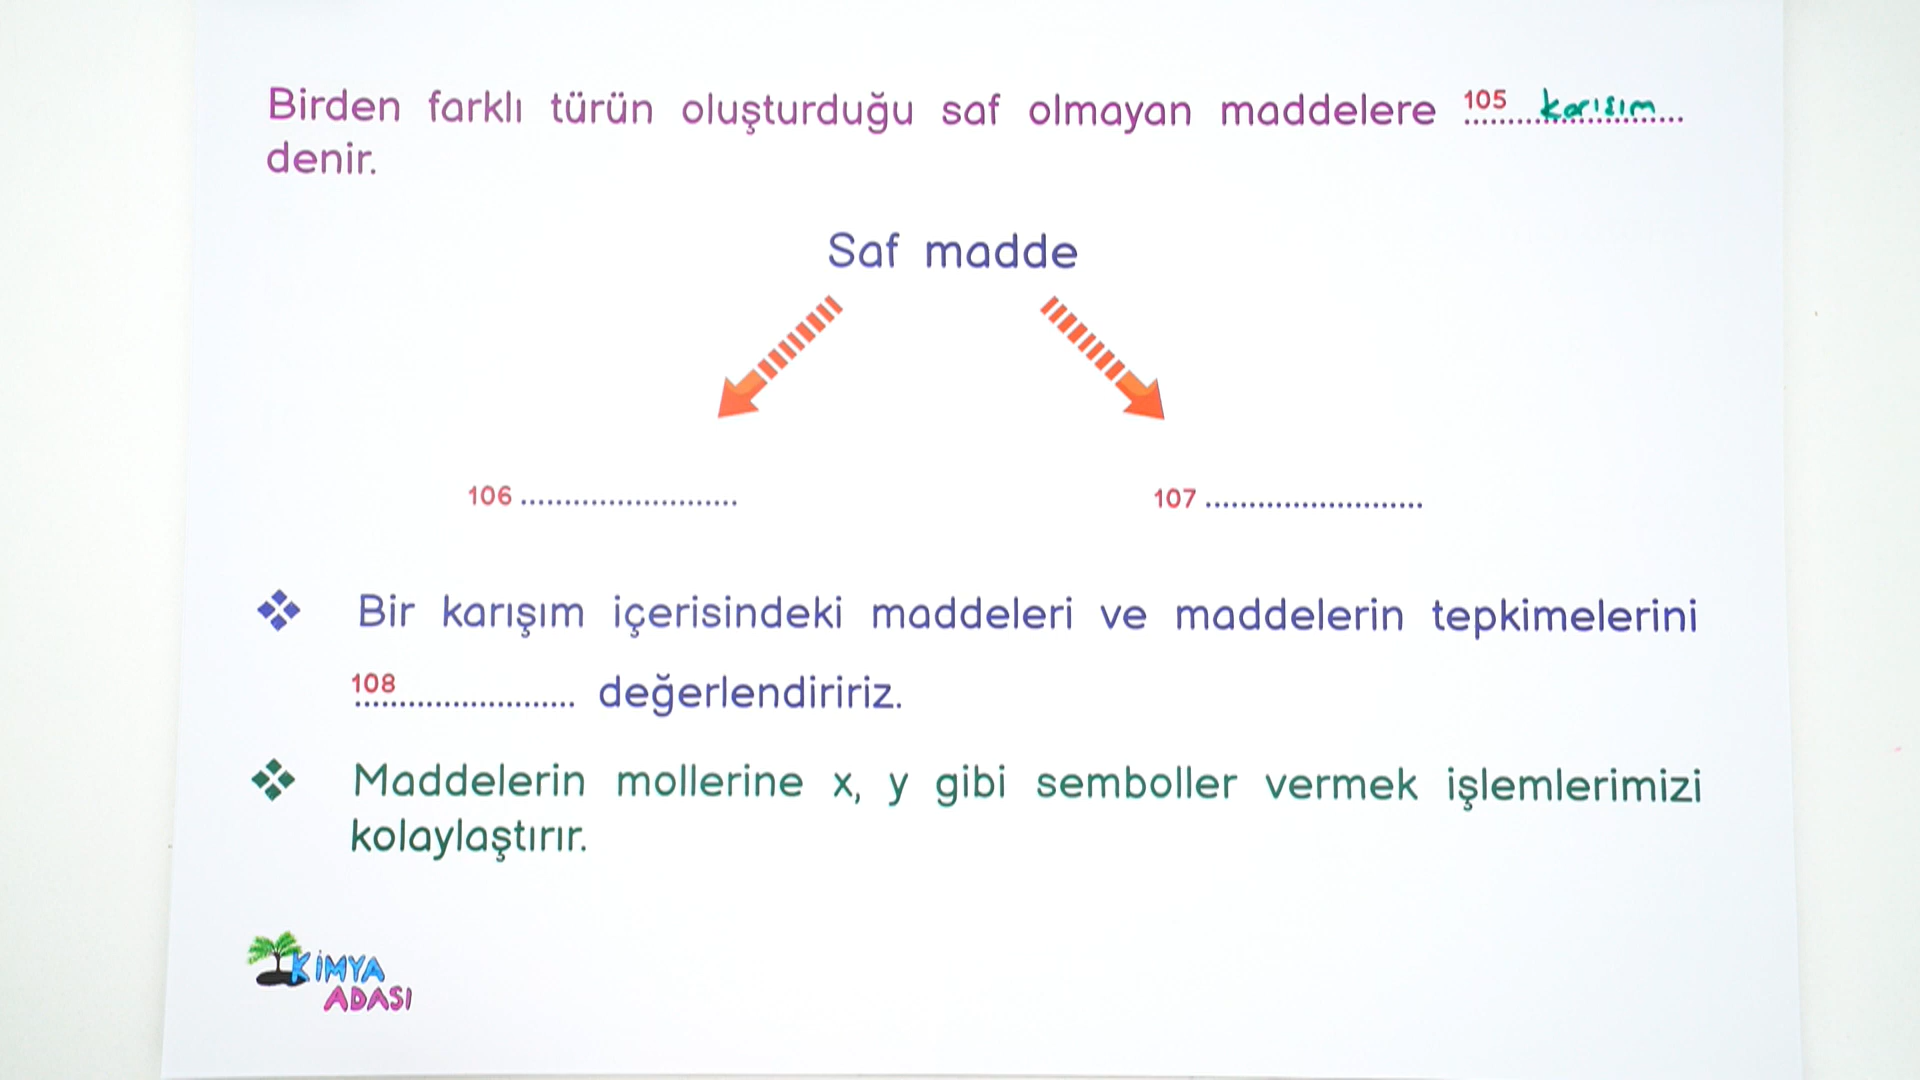 Birden farklı türün oluşturduğu saf olmayan maddelere 105 karışım
denir.
Saf madde
106 ......................... 107 .........................
Bir karışım içerisindeki maddeleri ve maddelerin tepkimelerini
108 ......................... değerlendiririz.
Maddelerin mollerine x, y gibi semboller vermek işlemlerimizi
kolaylaştırır.
KİMYA
ADASI